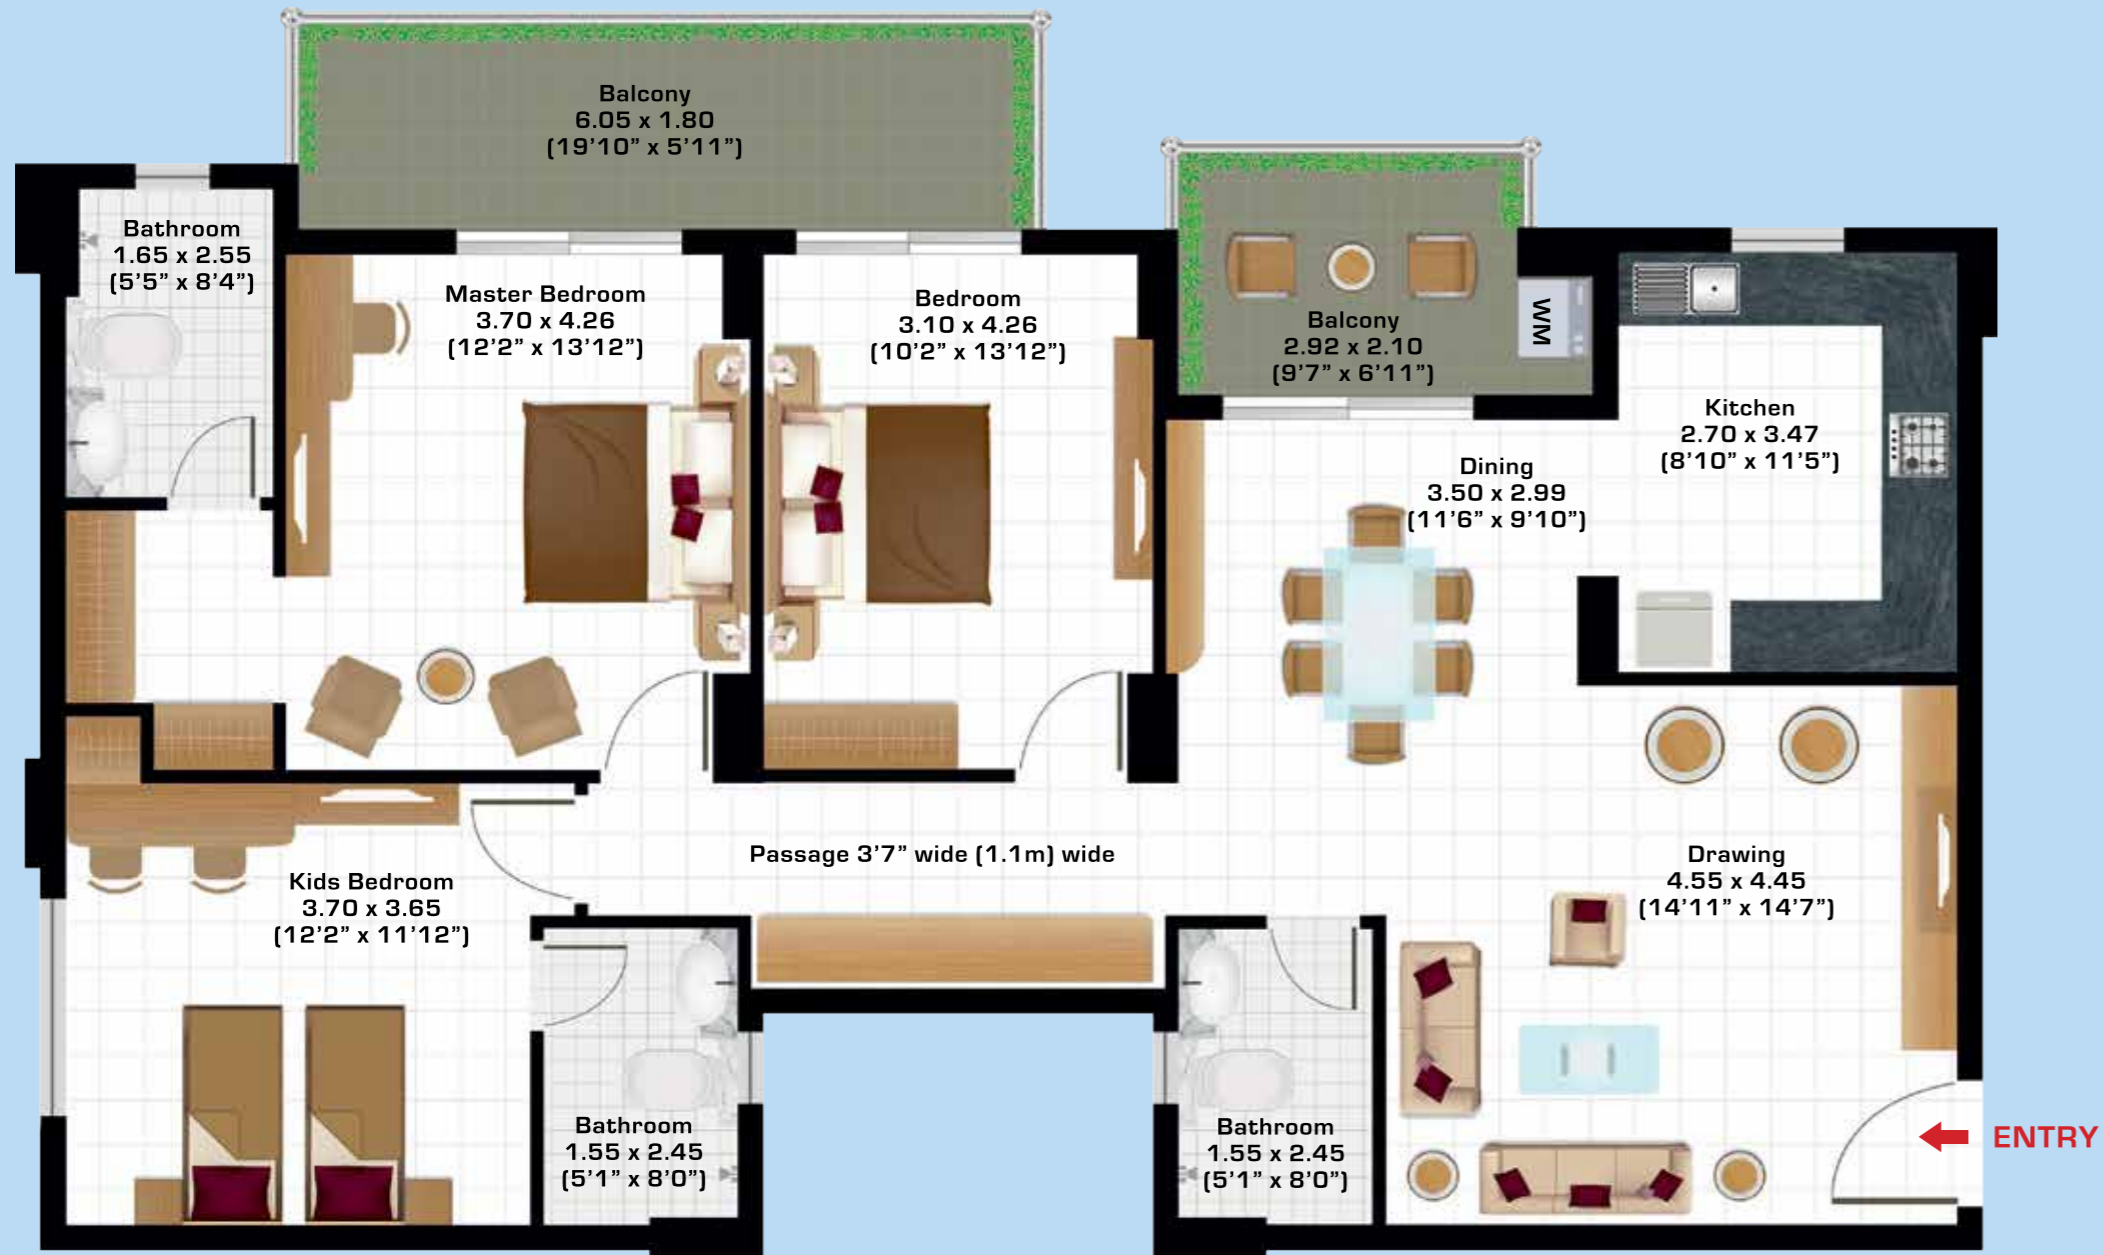 Balcony
6.05 x 1.80
(19'10" x 5'11")
Bathroom
1.65 x 2.55
(5'5" x 8'4")
Master Bedroom
3.70 x 4.26
(12'2" x 13'12")
Bedroom
3.10 x 4.26
(10'2" x 13'12")
Balcony
2.92 x 2.10
(9'7" x 6'11")
WM
Kitchen
2.70 x 3.47
(8'10" x 11'5")
Dining
3.50 x 2.99
(11'6" x 9'10")
Passage 3'7" wide (1.1m) wide
Drawing
4.55 x 4.45
(14'11" x 14'7")
Kids Bedroom
3.70 x 3.65
(12'2" x 11'12")
Bathroom
1.55 x 2.45
(5'1" x 8'0")
Bathroom
1.55 x 2.45
(5'1" x 8'0")
ENTRY